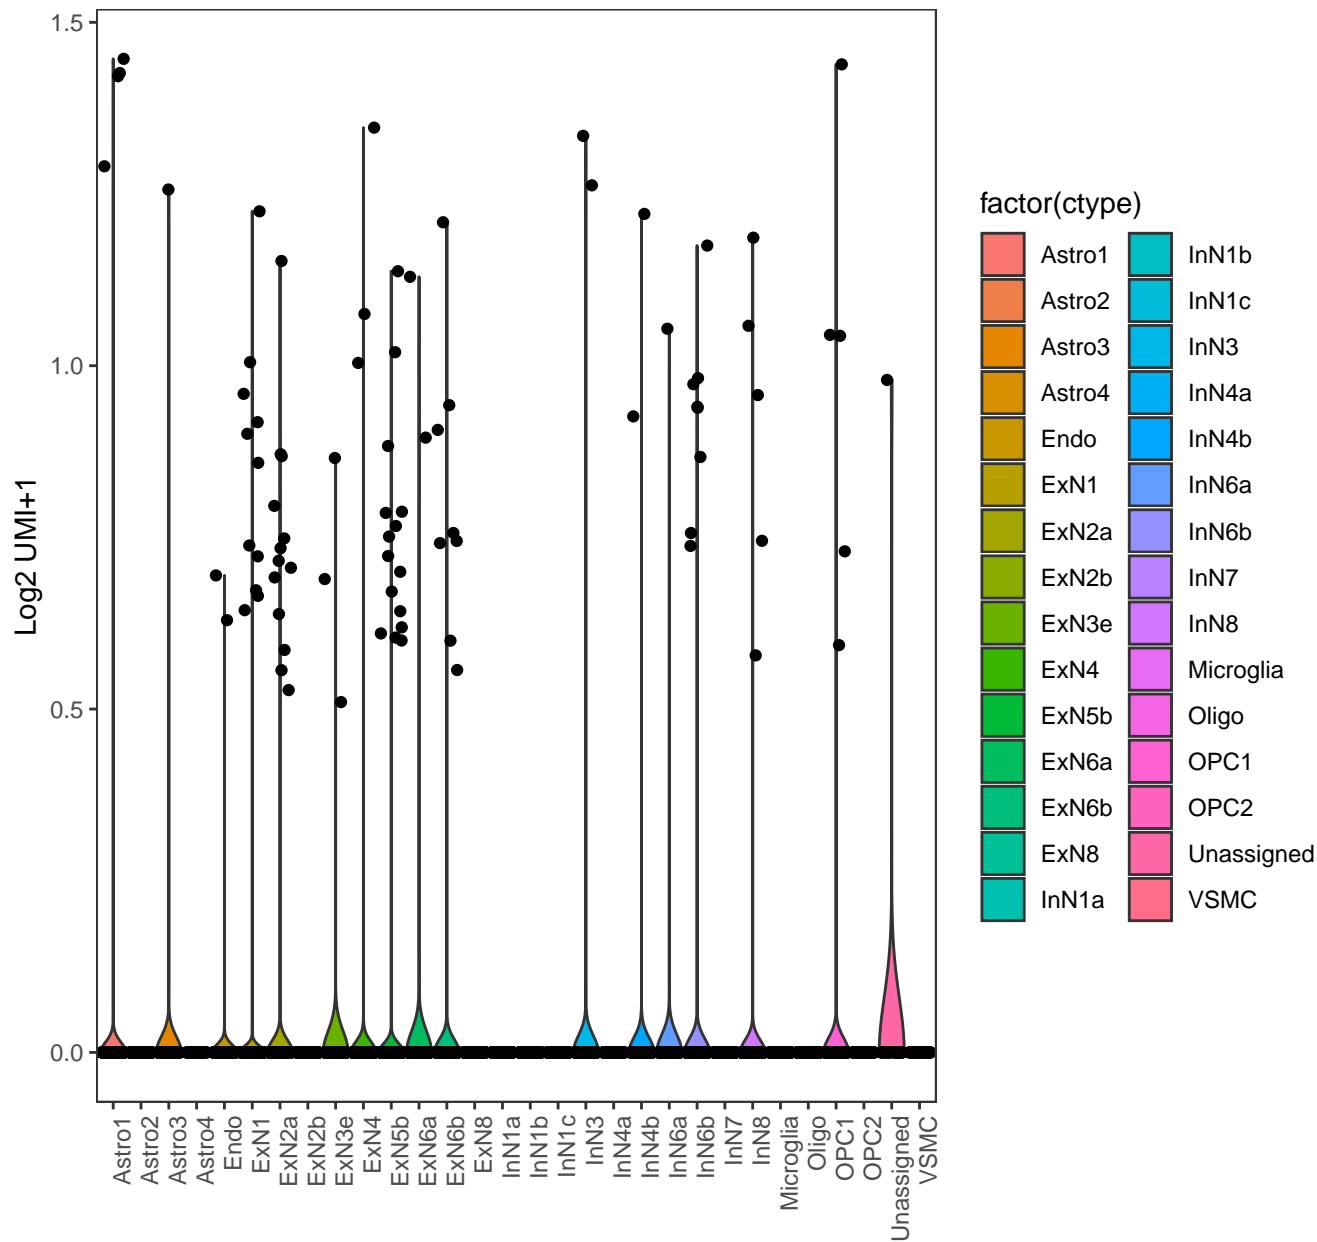 1.5
1.0
0.5
0.0
Log2 UMI+1
Astro1
Astro2
Astro3
Astro4
Endo
ExN1
ExN2a
ExN2b
ExN3e
ExN4
ExN5b
ExN6a
ExN6b
ExN8
InN1a
InN1b
InN1c
InN3
InN4a
InN4b
InN6a
InN6b
InN7
InN8
Microglia
Oligo
OPC1
OPC2
Unassigned
VSMC
factor(ctype)
Astro1
Astro2
Astro3
Astro4
Endo
ExN1
ExN2a
ExN2b
ExN3e
ExN4
ExN5b
ExN6a
ExN6b
ExN8
InN1a
InN1b
InN1c
InN3
InN4a
InN4b
InN6a
InN6b
InN7
InN8
Microglia
Oligo
OPC1
OPC2
Unassigned
VSMC